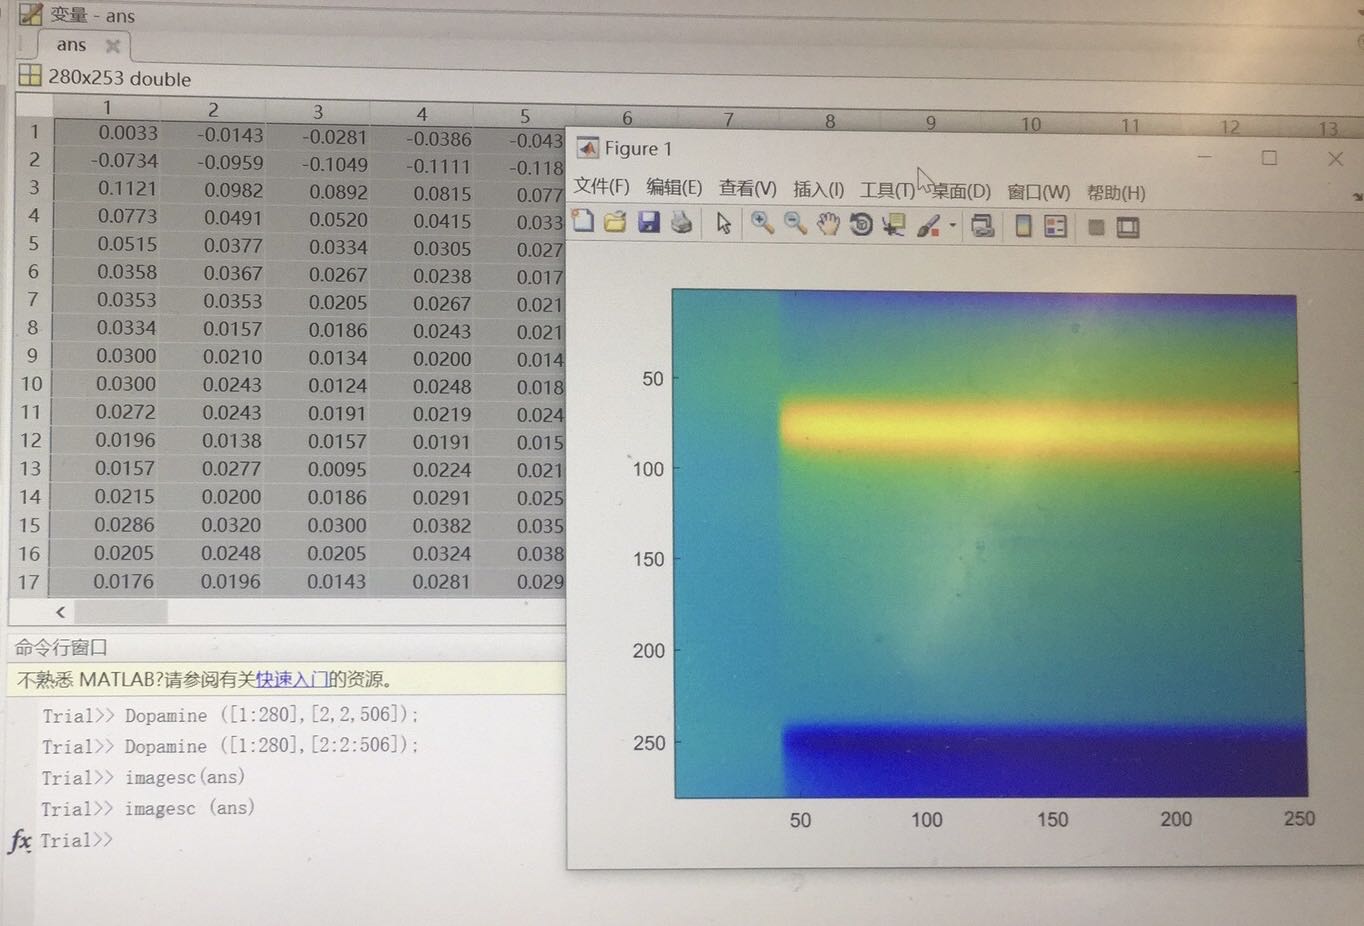 变量 - ans
ans
280x253 double
1 2 3 4 5 6 7 8 9 10 11 12 13
1 0.0033 -0.0143 -0.0281 -0.0386 -0.043
2 -0.0734 -0.0959 -0.1049 -0.1111 -0.118
3 0.1121 0.0982 0.0892 0.0815 0.077
4 0.0773 0.0491 0.0520 0.0415 0.033
5 0.0515 0.0377 0.0334 0.0305 0.027
6 0.0358 0.0367 0.0267 0.0238 0.017
7 0.0353 0.0353 0.0205 0.0267 0.021
8 0.0334 0.0157 0.0186 0.0243 0.021
9 0.0300 0.0210 0.0134 0.0200 0.014
10 0.0300 0.0243 0.0124 0.0248 0.018
11 0.0272 0.0243 0.0191 0.0219 0.024
12 0.0196 0.0138 0.0157 0.0191 0.015
13 0.0157 0.0277 0.0095 0.0224 0.021
14 0.0215 0.0200 0.0186 0.0291 0.025
15 0.0286 0.0320 0.0300 0.0382 0.035
16 0.0205 0.0248 0.0205 0.0324 0.038
17 0.0176 0.0196 0.0143 0.0281 0.029
Figure 1
文件(F) 编辑(E) 查看(V) 插入(I) 工具(T) 桌面(D) 窗口(W) 帮助(H)
50
100
150
200
250
50 100 150 200 250
命令行窗口
不熟悉 MATLAB?请参阅有关快速入门的资源。
Trial>> Dopamine ([1:280],[2,2,506]);
Trial>> Dopamine ([1:280],[2:2:506]);
Trial>> imagesc(ans)
Trial>> imagesc (ans)
fx Trial>>